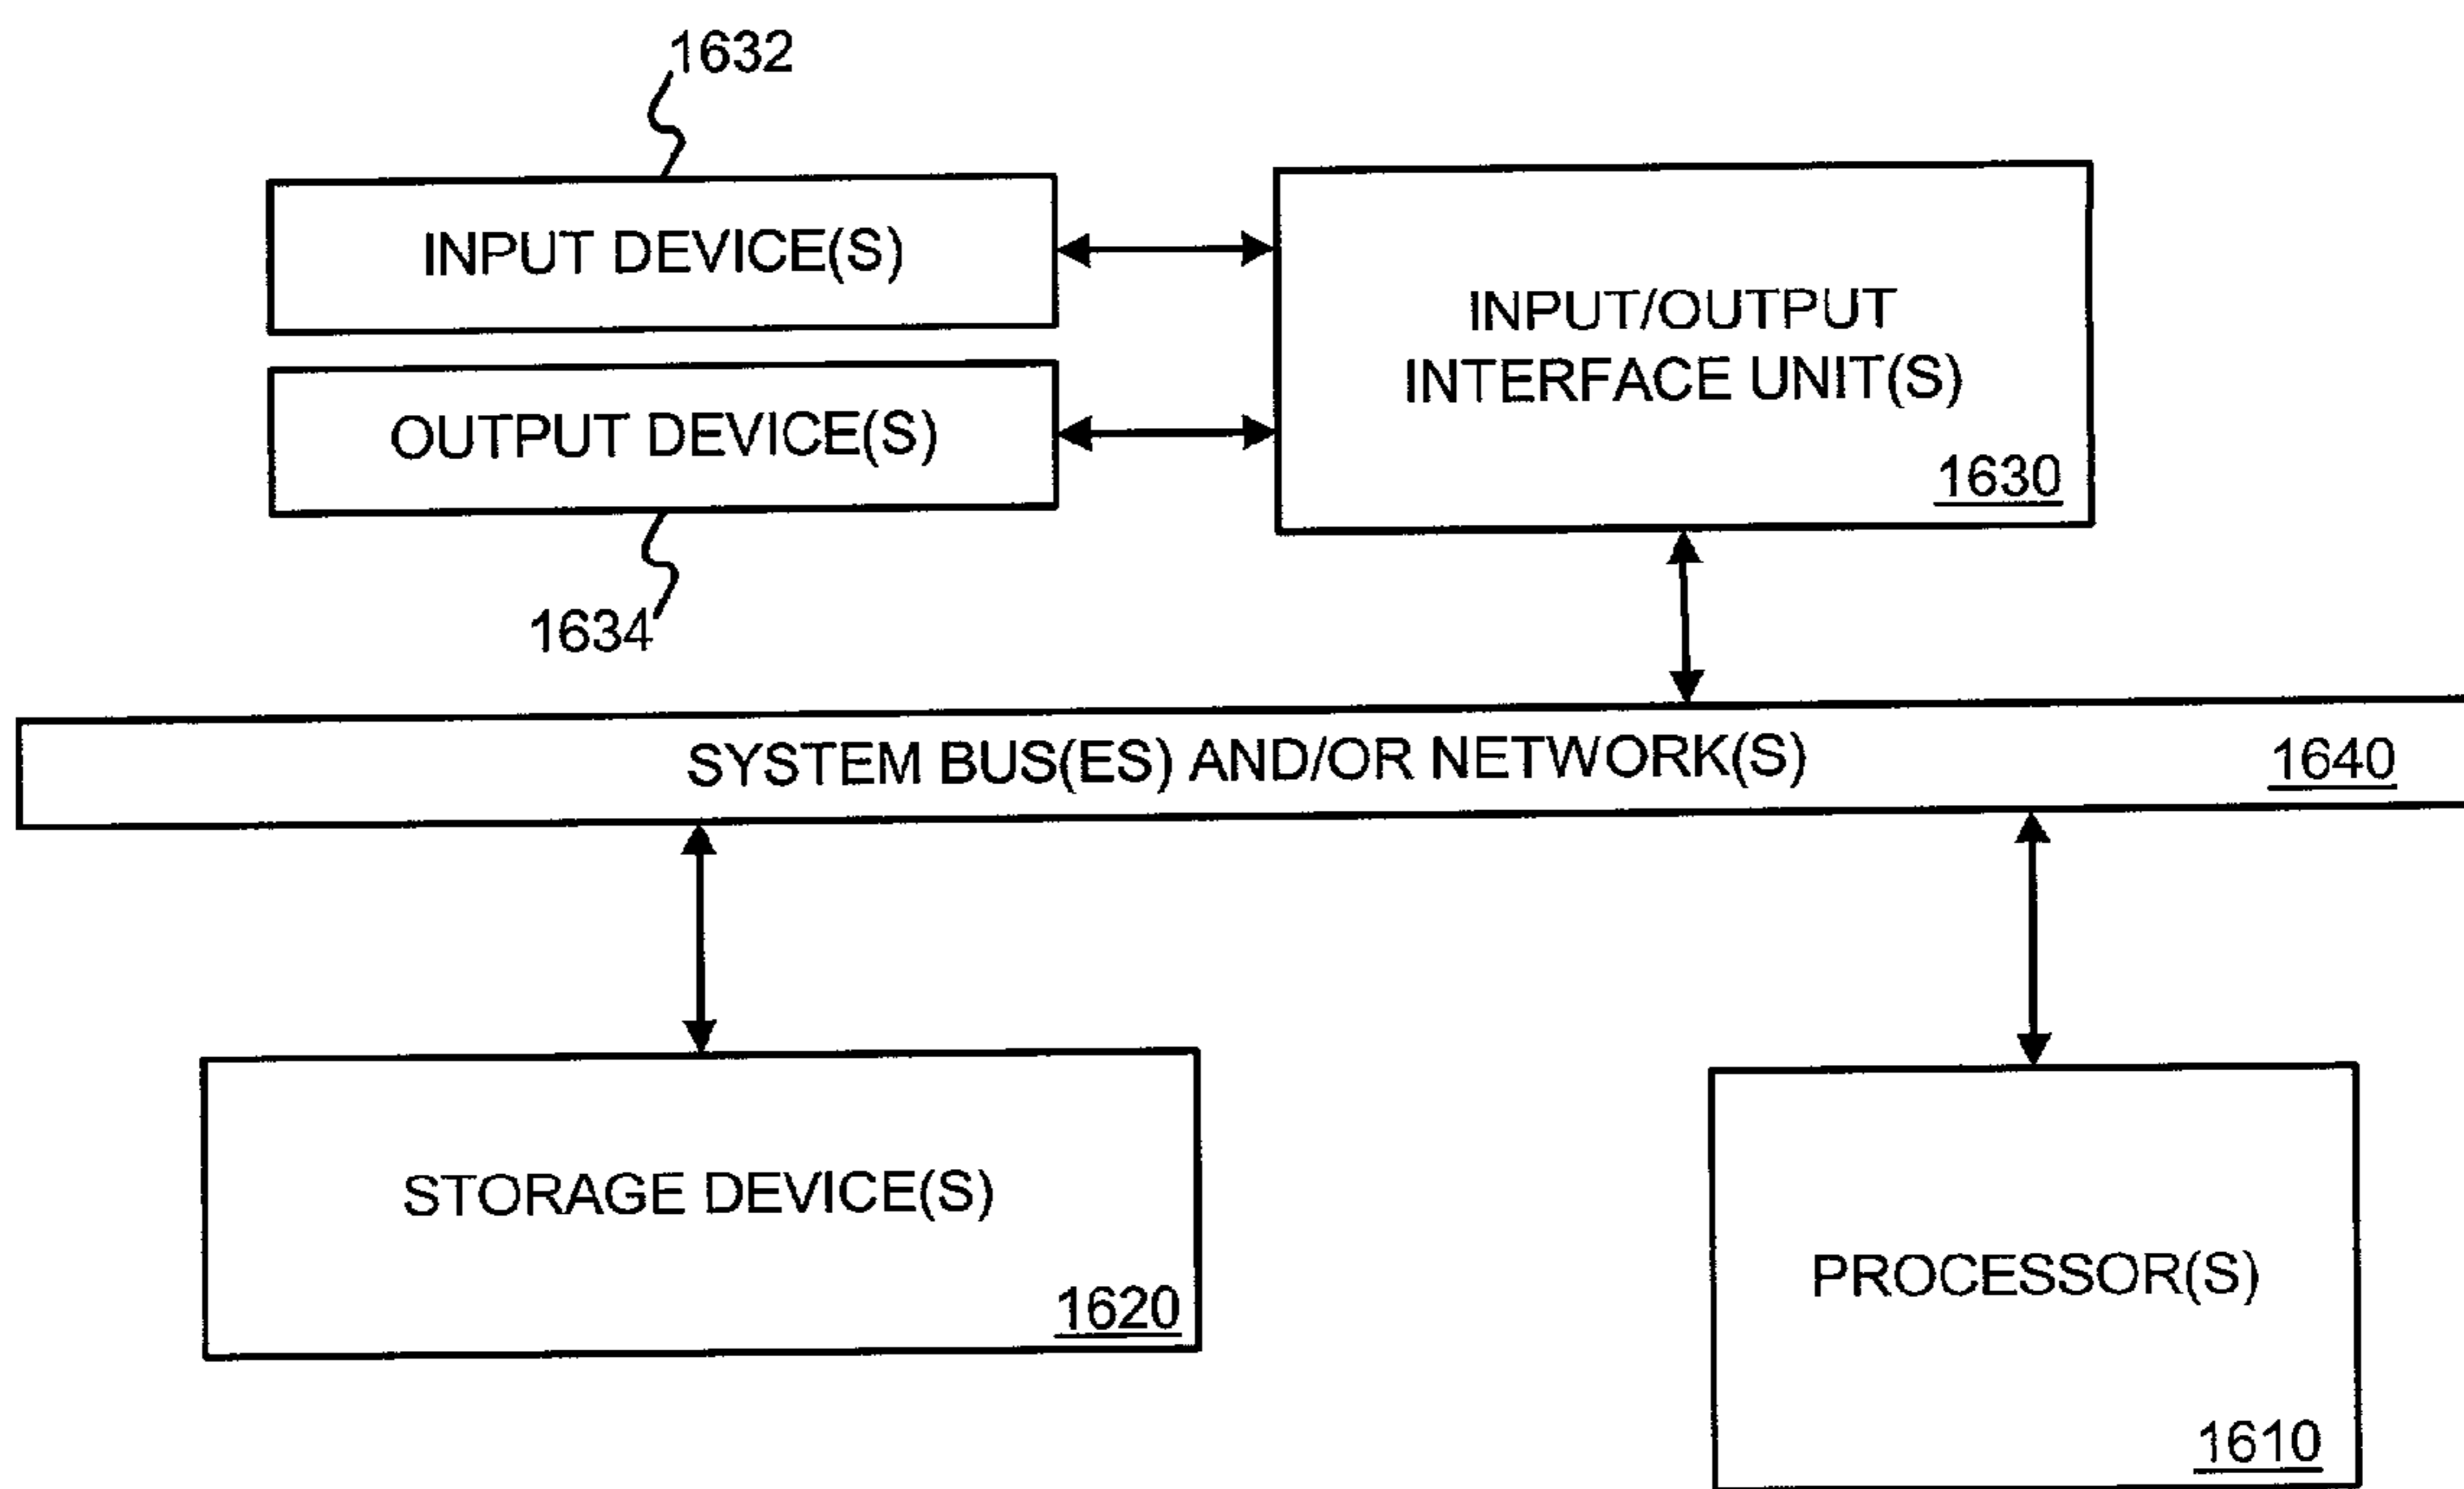 1632
INPUT DEVICE(S)
INPUT/OUTPUT
INTERFACE UNIT(S)
OUTPUT DEVICE(S)
1630
1634
SYSTEM BUS(ES) AND/OR NETWORK(S)
1640
STORAGE DEVICE(S)
1620
PROCESSOR(S)
1610